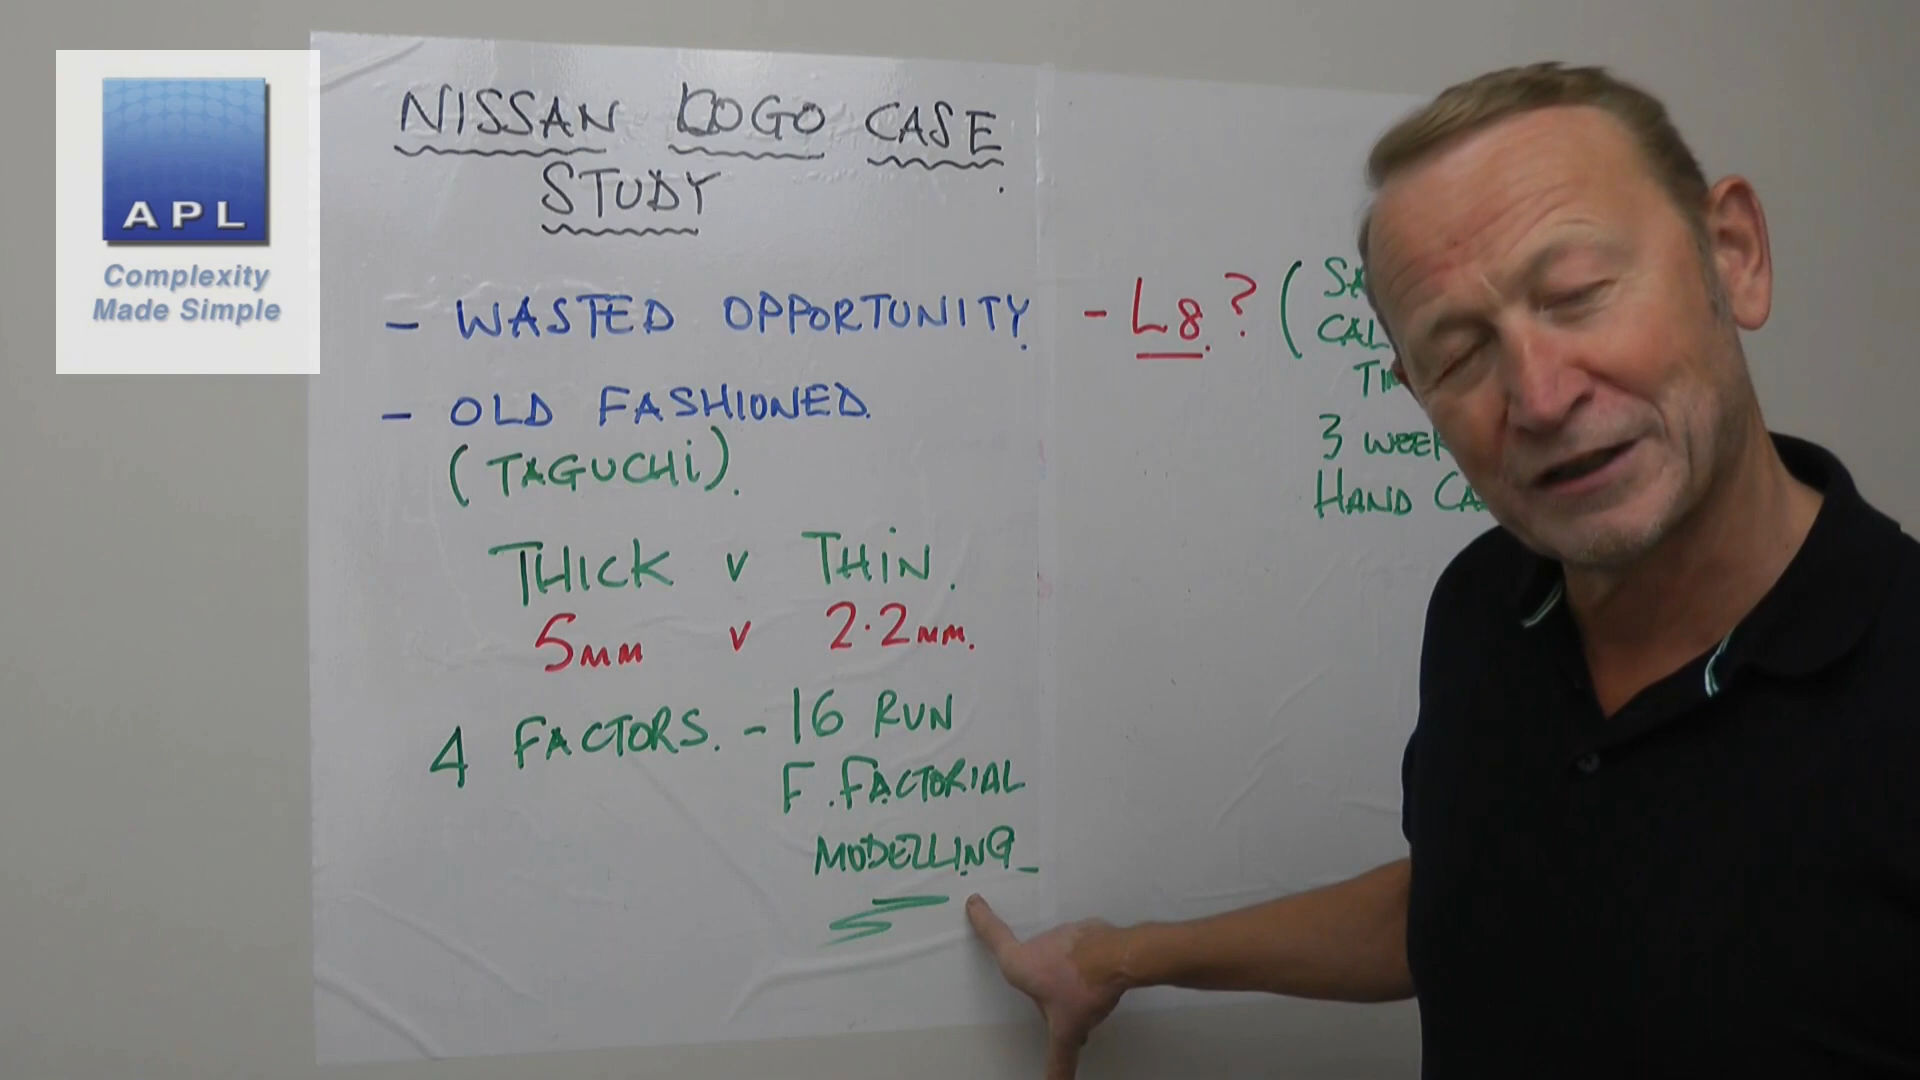 APL
Complexity
Made Simple
NISSAN LOGO CASE
STUDY
- WASTED OPPORTUNITY.
- OLD FASHIONED.
(TAGUCHI).
THICK v THIN.
5mm v 2.2mm.
4 FACTORS. - 16 RUN
F. FACTORIAL
MODELLING
- L8.? (
3
HAND